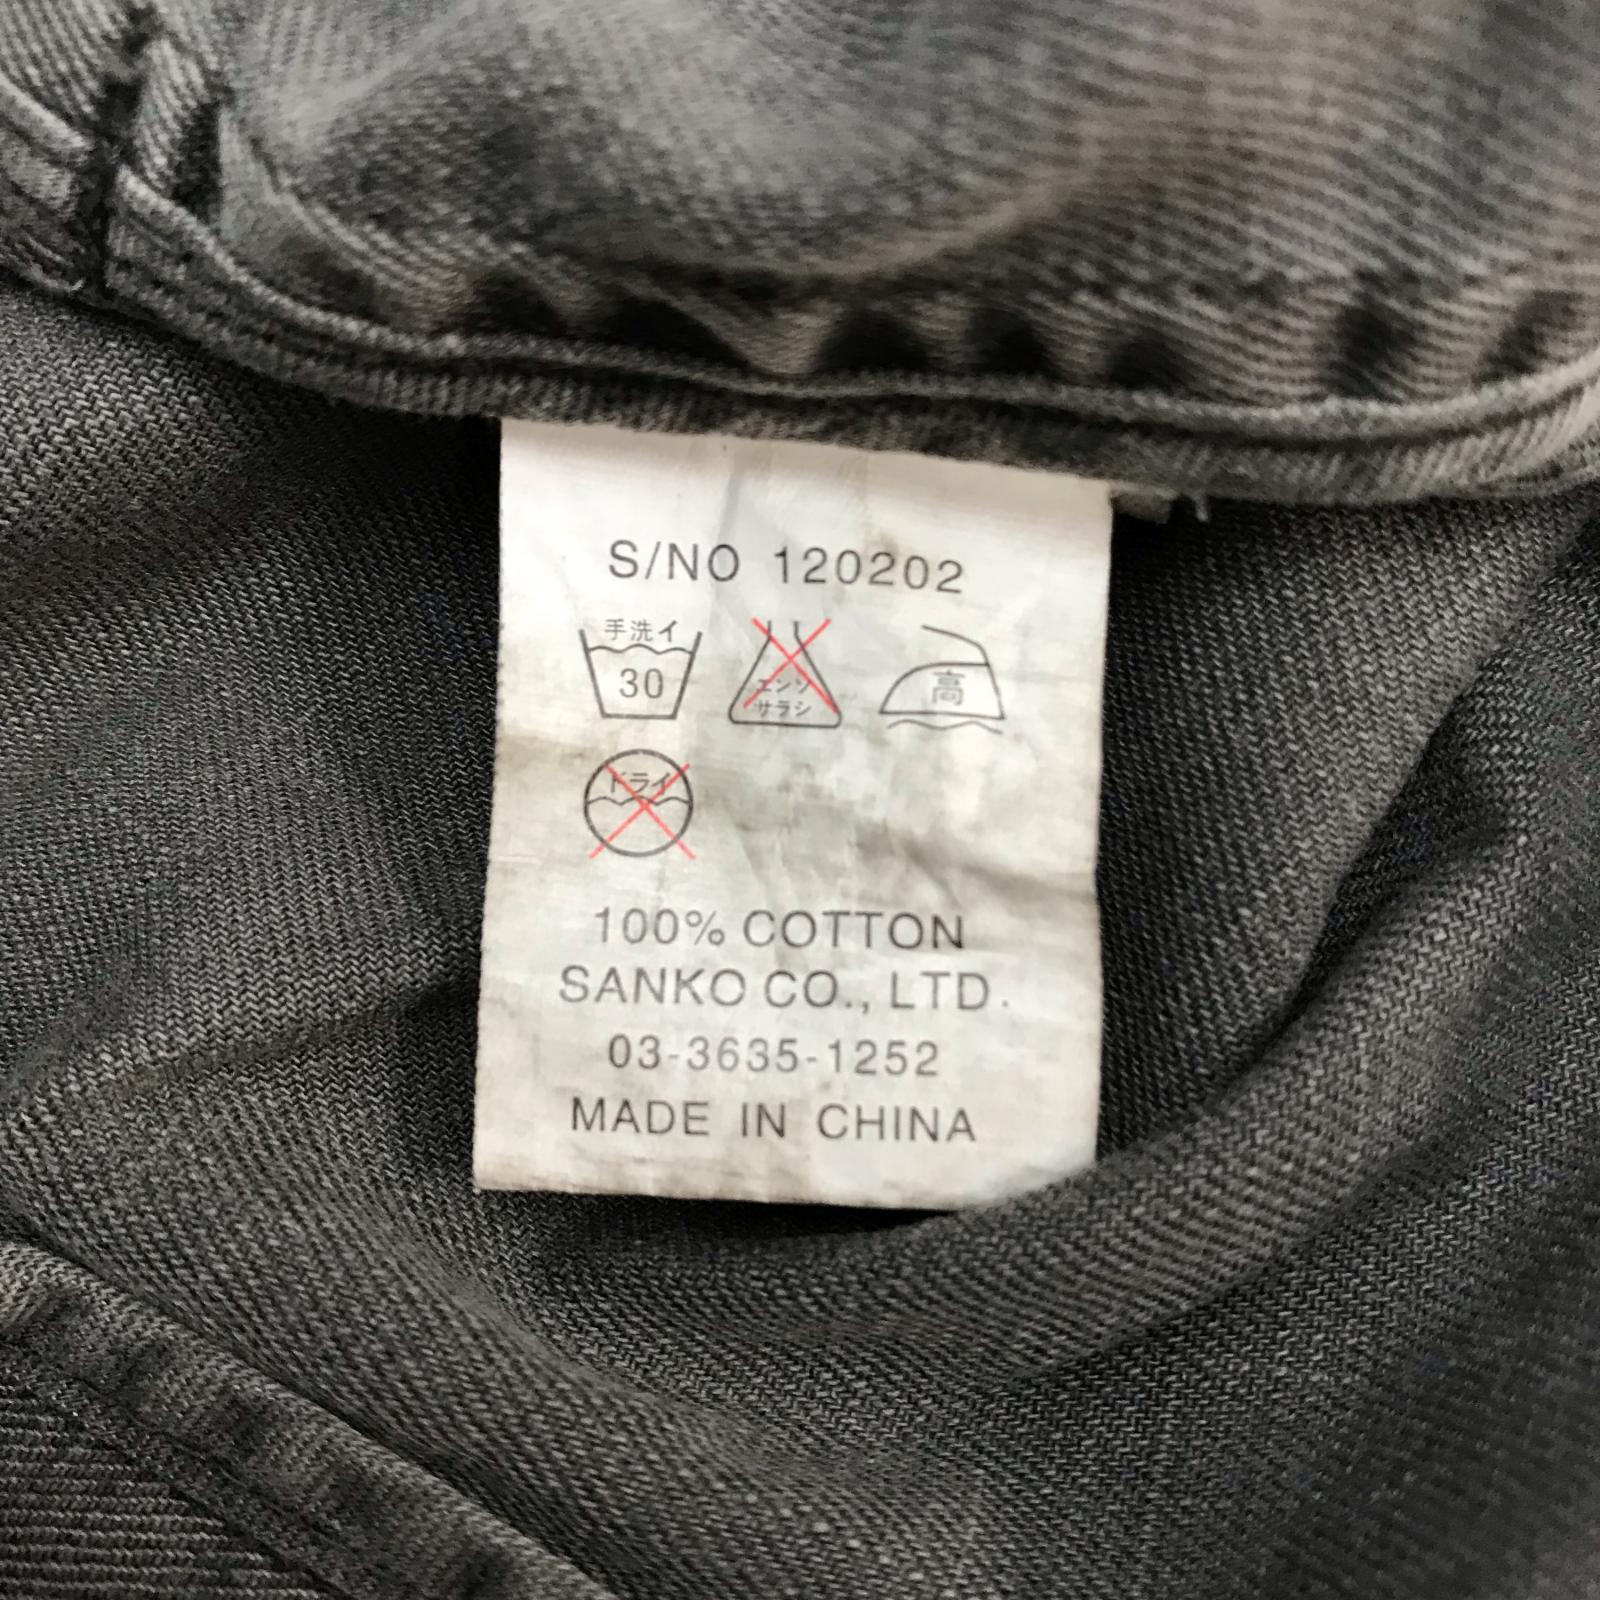 S/NO 120202
手洗イ
30
エンソ
サラシ
高
ドライ
100% COTTON
SANKO CO., LTD.
03-3635-1252
MADE IN CHINA